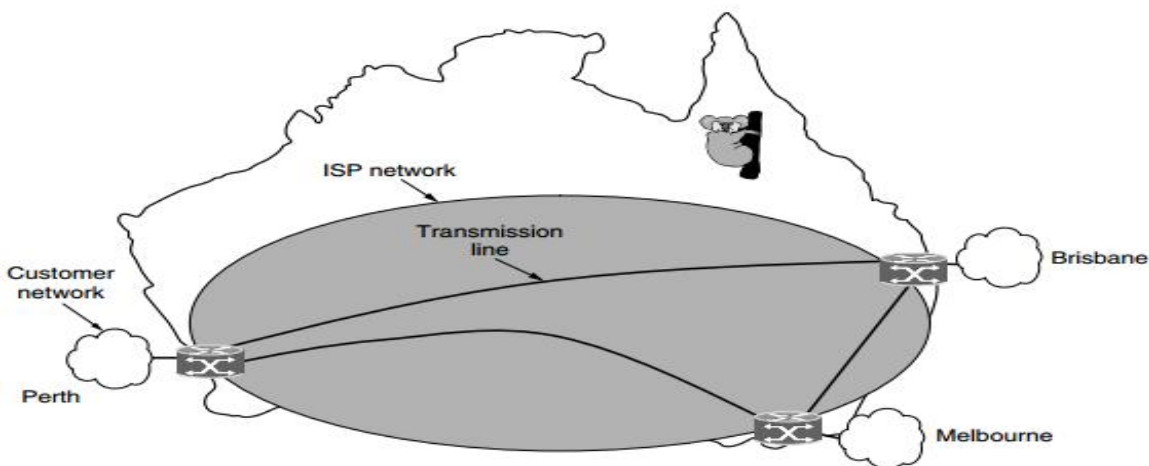 ISP network
Transmission
line
Customer
network
Brisbane
Perth
Melbourne